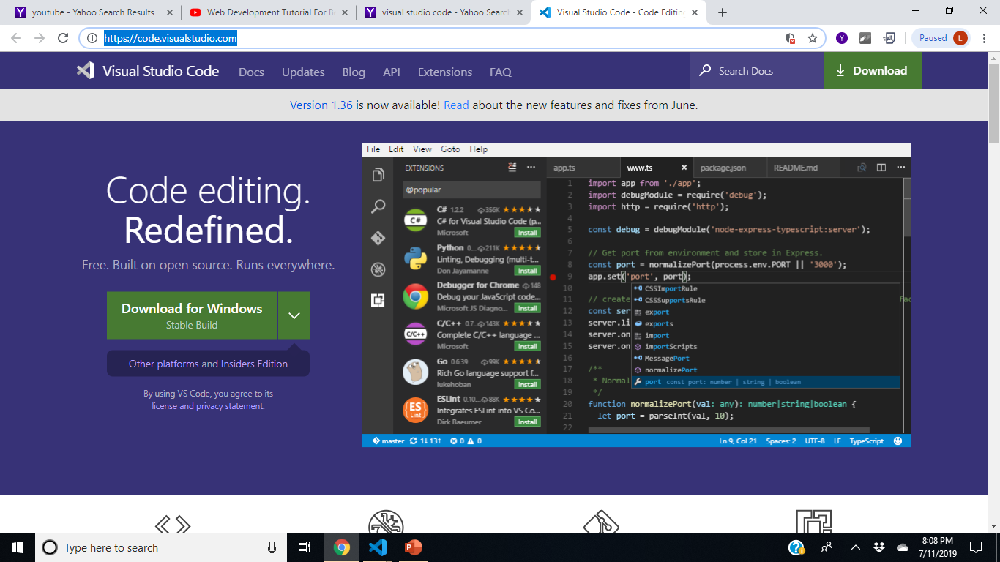 youtube - Yahoo Search Results
Web Development Tutorial For B
visual studio code - Yahoo Searc
Visual Studio Code - Code Editing
https://code.visualstudio.com
Paused
L
Visual Studio Code
Docs
Updates
Blog
API
Extensions
FAQ
Search Docs
Download
Version 1.36 is now available! Read about the new features and fixes from June.
Code editing.
Redefined.
Free. Built on open source. Runs everywhere.
Download for Windows
Stable Build
Other platforms and Insiders Edition
By using VS Code, you agree to its
license and privacy statement.
File Edit View Goto Help
EXTENSIONS
@popular
C# 1.2.2 356K
C# for Visual Studio Code (p...
Microsoft
Install
Python 0.... 211K
Linting, Debugging (multi-t...
Don Jayamanne
Install
Debugger for Chrome 148
Debug your JavaScript code...
Microsoft JS Diagno...
Install
C/C++ 0.7... 143K
Complete C/C++ language ...
Microsoft
Install
Go 0.6.39 99K
Rich Go language support f...
lukehoban
Install
ESLint 0.10... 88K
Integrates ESLint into VS Co...
Dirk Baeumer
Install
app.ts
www.ts
package.json
README.md
1 import app from './app';
2 import debugModule = require('debug');
3 import http = require('http');
4
5 const debug = debugModule('node-express-typescript:server');
6
7 // Get port from environment and store in Express.
8 const port = normalizePort(process.env.PORT || '3000');
9 app.set('port', port);
10
11 // create
12 const ser
13 server.li
14 server.on
15 server.on
16
17 /**
18 * Normal
19 */
20 function normalizePort(val: any): number|string|boolean {
21 let port = parseInt(val, 10);
22
CSSImportRule
CSSSupportsRule
export
exports
import
importScripts
MessagePort
normalizePort
port const port: number | string | boolean
master
1↓ 13↑
0
0
Ln 9, Col 21
Spaces: 2
UTF-8
LF
TypeScript
Type here to search
8:08 PM
7/11/2019